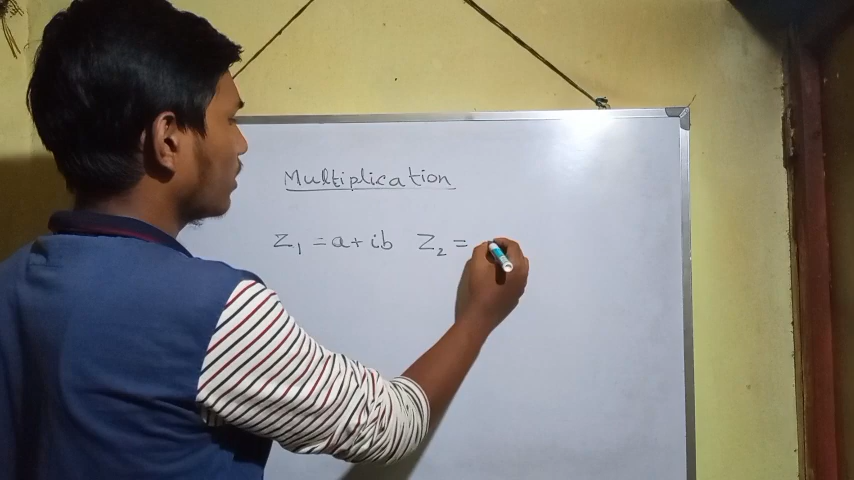 Multiplication
Z₁ = a + ib Z₂ =